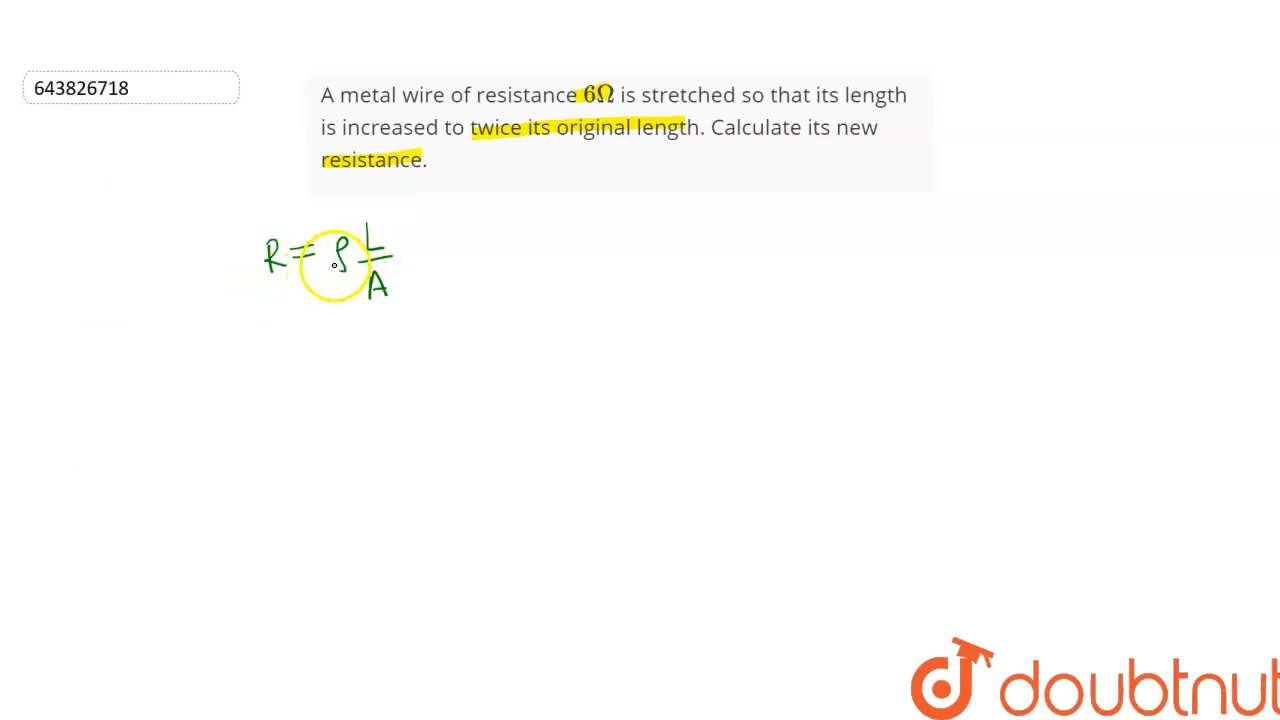 643826718
A metal wire of resistance 6Ω is stretched so that its length
is increased to twice its original length. Calculate its new
resistance.
R = ρ L/A
doubtnut